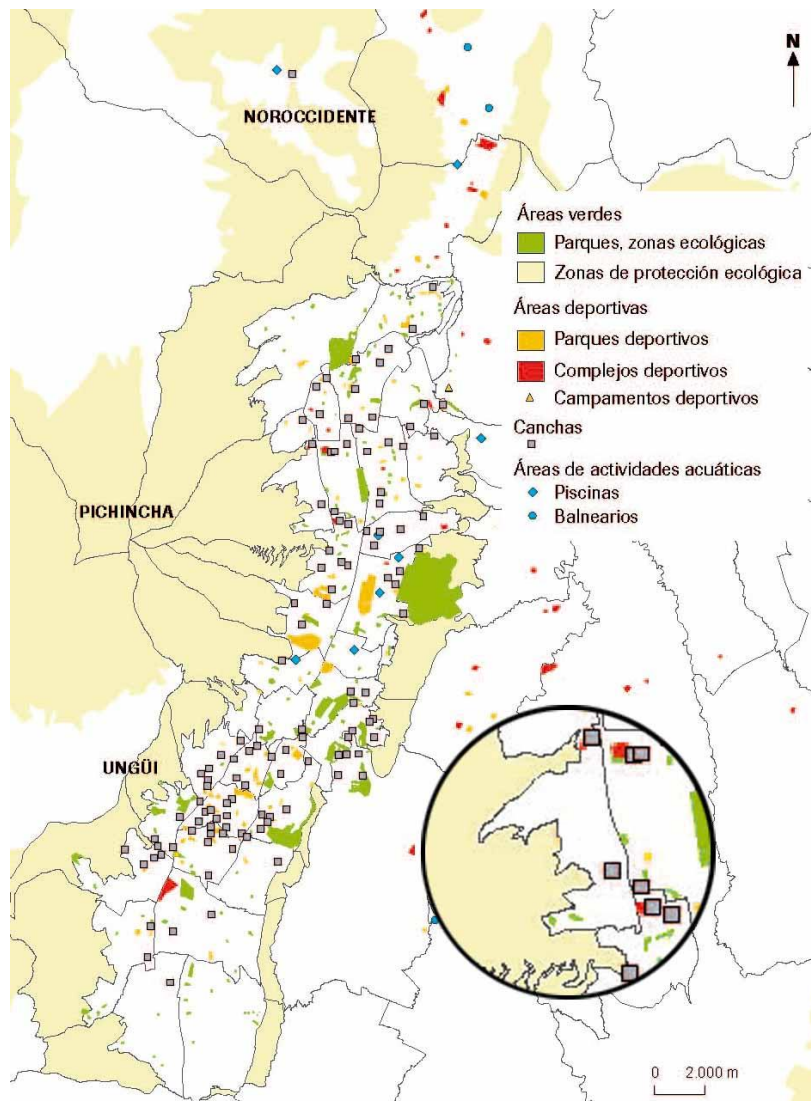 N
NOROCCIDENTE
Áreas verdes
Parques, zonas ecológicas
Zonas de protección ecológica
Áreas deportivas
Parques deportivos
Complejos deportivos
Campamentos deportivos
Canchas
Áreas de actividades acuáticas
Piscinas
Balnearios
PICHINCHA
UNGÜI
0 2.000 m